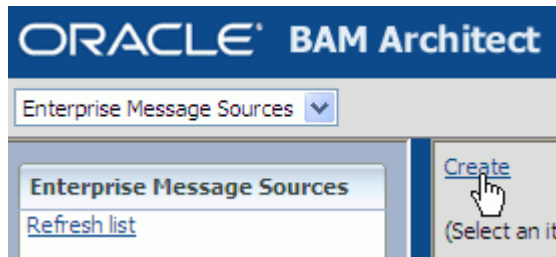 ORACLE BAM Architect
Enterprise Message Sources
Enterprise Message Sources
Create
Refresh list
(Select an it